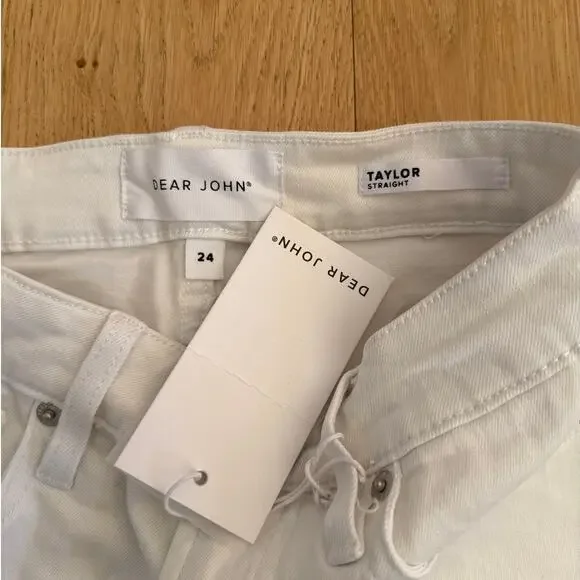 DEAR JOHN®
TAYLOR
STRAIGHT
24
DEAR JOHN®